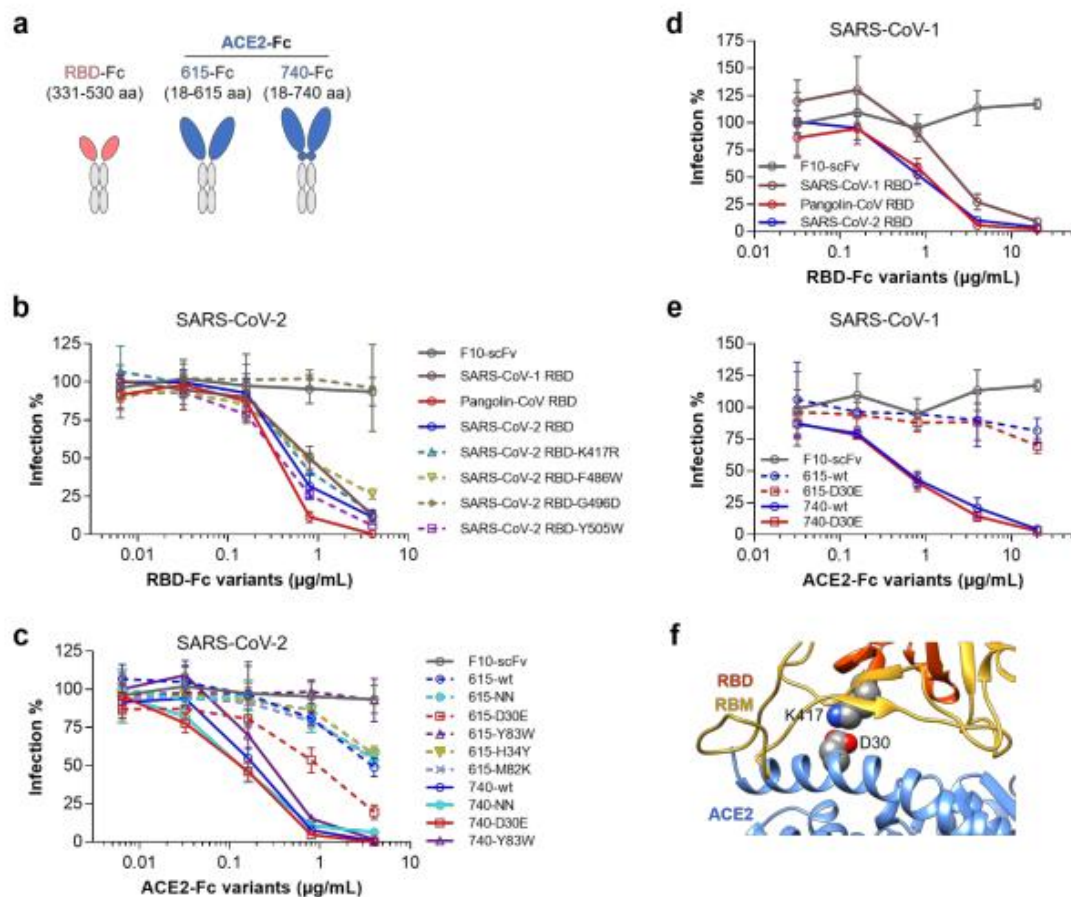 a
ACE2-Fc
RBD-Fc 615-Fc 740-Fc
(331-530 aa) (18-615 aa) (18-740 aa)
b
SARS-CoV-2
125
100
75
50
25
0
Infection %
0.01 0.1 1 10
RBD-Fc variants (µg/mL)
F10-scFv
SARS-CoV-1 RBD
Pangolin-CoV RBD
SARS-CoV-2 RBD
SARS-CoV-2 RBD-K417R
SARS-CoV-2 RBD-F486W
SARS-CoV-2 RBD-G496D
SARS-CoV-2 RBD-Y505W
c
SARS-CoV-2
125
100
75
50
25
0
Infection %
0.01 0.1 1 10
ACE2-Fc variants (µg/mL)
F10-scFv
615-wt
615-NN
615-D30E
615-Y83W
615-H34Y
615-M82K
740-wt
740-NN
740-D30E
740-Y83W
d
SARS-CoV-1
175
150
125
100
75
50
25
0
Infection %
F10-scFv
SARS-CoV-1 RBD
Pangolin-CoV RBD
SARS-CoV-2 RBD
0.01 0.1 1 10
RBD-Fc variants (µg/mL)
e
SARS-CoV-1
175
150
125
100
75
50
25
0
Infection %
F10-scFv
615-wt
615-D30E
740-wt
740-D30E
0.01 0.1 1 10
ACE2-Fc variants (µg/mL)
f
RBD
RBM
K417
D30
ACE2